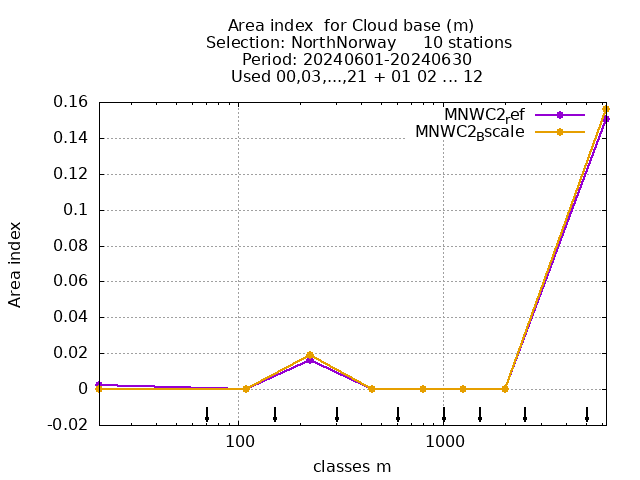 Area index  for Cloud base (m)
Selection: NorthNorway     10 stations
Period: 20240601-20240630
Used 00,03,...,21 + 01 02 ... 12
MNWC2ref
MNWC2Bscale
0.16
0.14
0.12
0.1
0.08
0.06
0.04
0.02
0
-0.02
Area index
100
1000
classes m